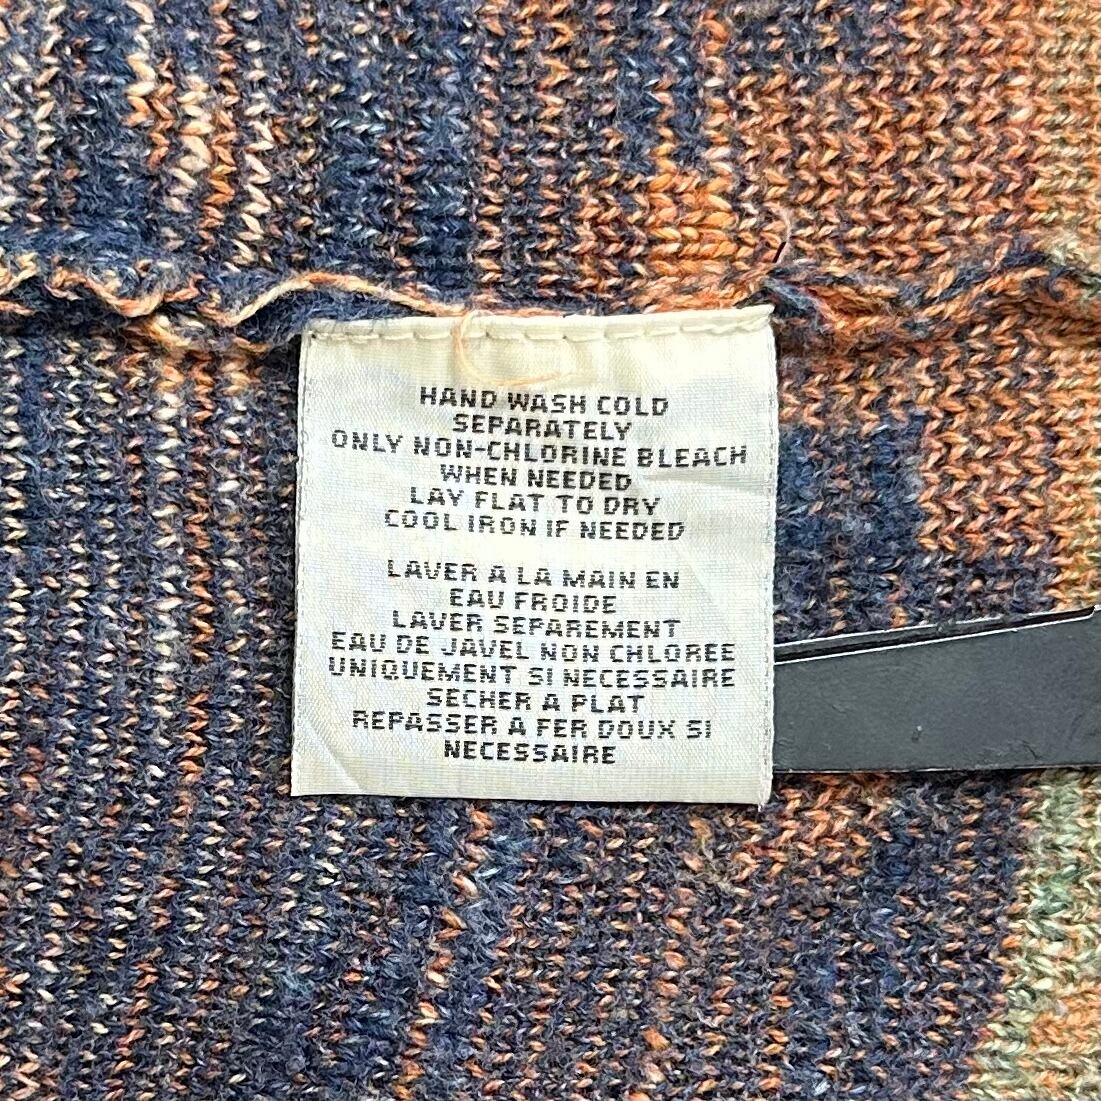 HAND WASH COLD
SEPARATELY
ONLY NON-CHLORINE BLEACH
WHEN NEEDED
LAY FLAT TO DRY
COOL IRON IF NEEDED
LAVER A LA MAIN EN
EAU FROIDE
LAVER SEPAREMENT
EAU DE JAVEL NON CHLOREE
UNIQUEMENT SI NECESSAIRE
SECHER A PLAT
REPASSER A FER DOUX SI
NECESSAIRE